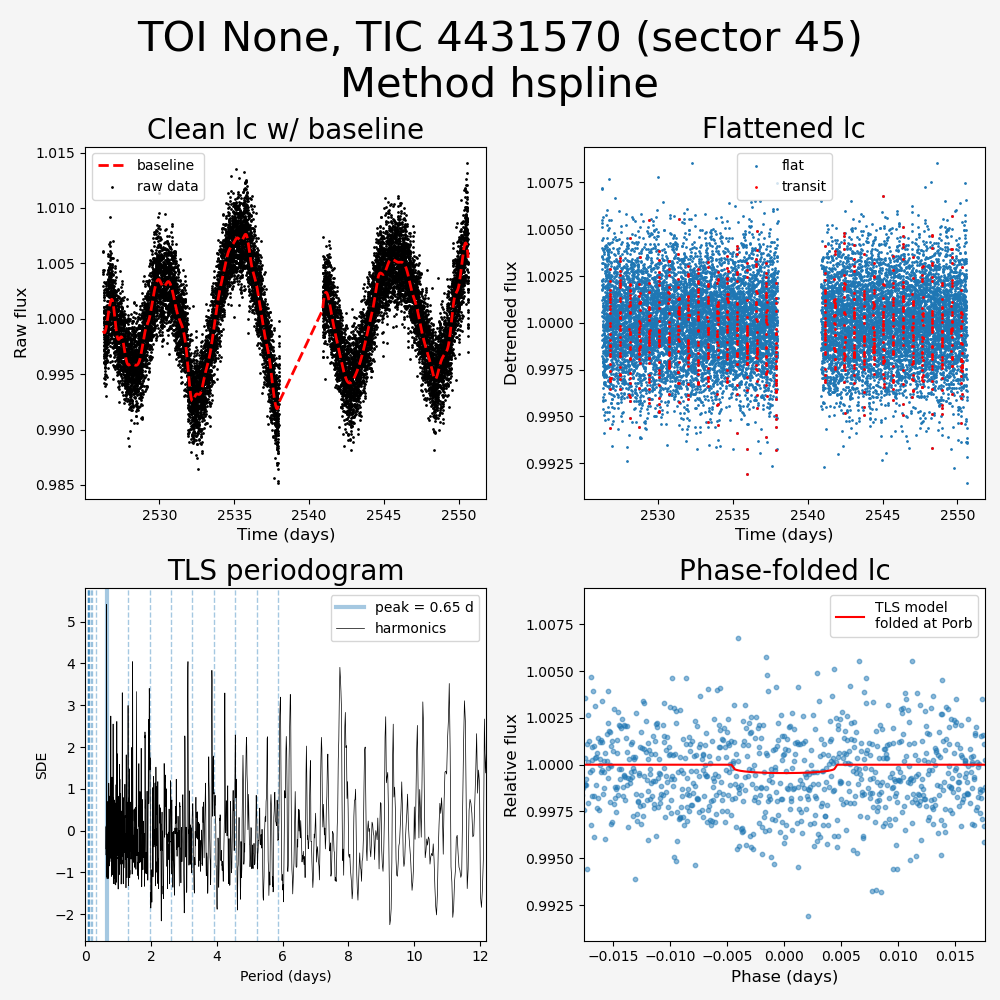 TOI None, TIC 4431570 (sector 45)
Method hspline
Clean lc w/ baseline
baseline
raw data
1.015
1.010
1.005
1.000
0.995
0.990
0.985
Raw flux
2530
2535
2540
2545
2550
Time (days)
Flattened lc
flat
transit
1.0075
1.0050
1.0025
1.0000
0.9975
0.9950
0.9925
Detrended flux
2530
2535
2540
2545
2550
Time (days)
TLS periodogram
peak = 0.65 d
harmonics
5
4
3
2
1
0
−1
−2
SDE
0
2
4
6
8
10
12
Period (days)
Phase-folded lc
TLS model
folded at Porb
1.0075
1.0050
1.0025
1.0000
0.9975
0.9950
0.9925
Relative flux
−0.015
−0.010
−0.005
0.000
0.005
0.010
0.015
Phase (days)